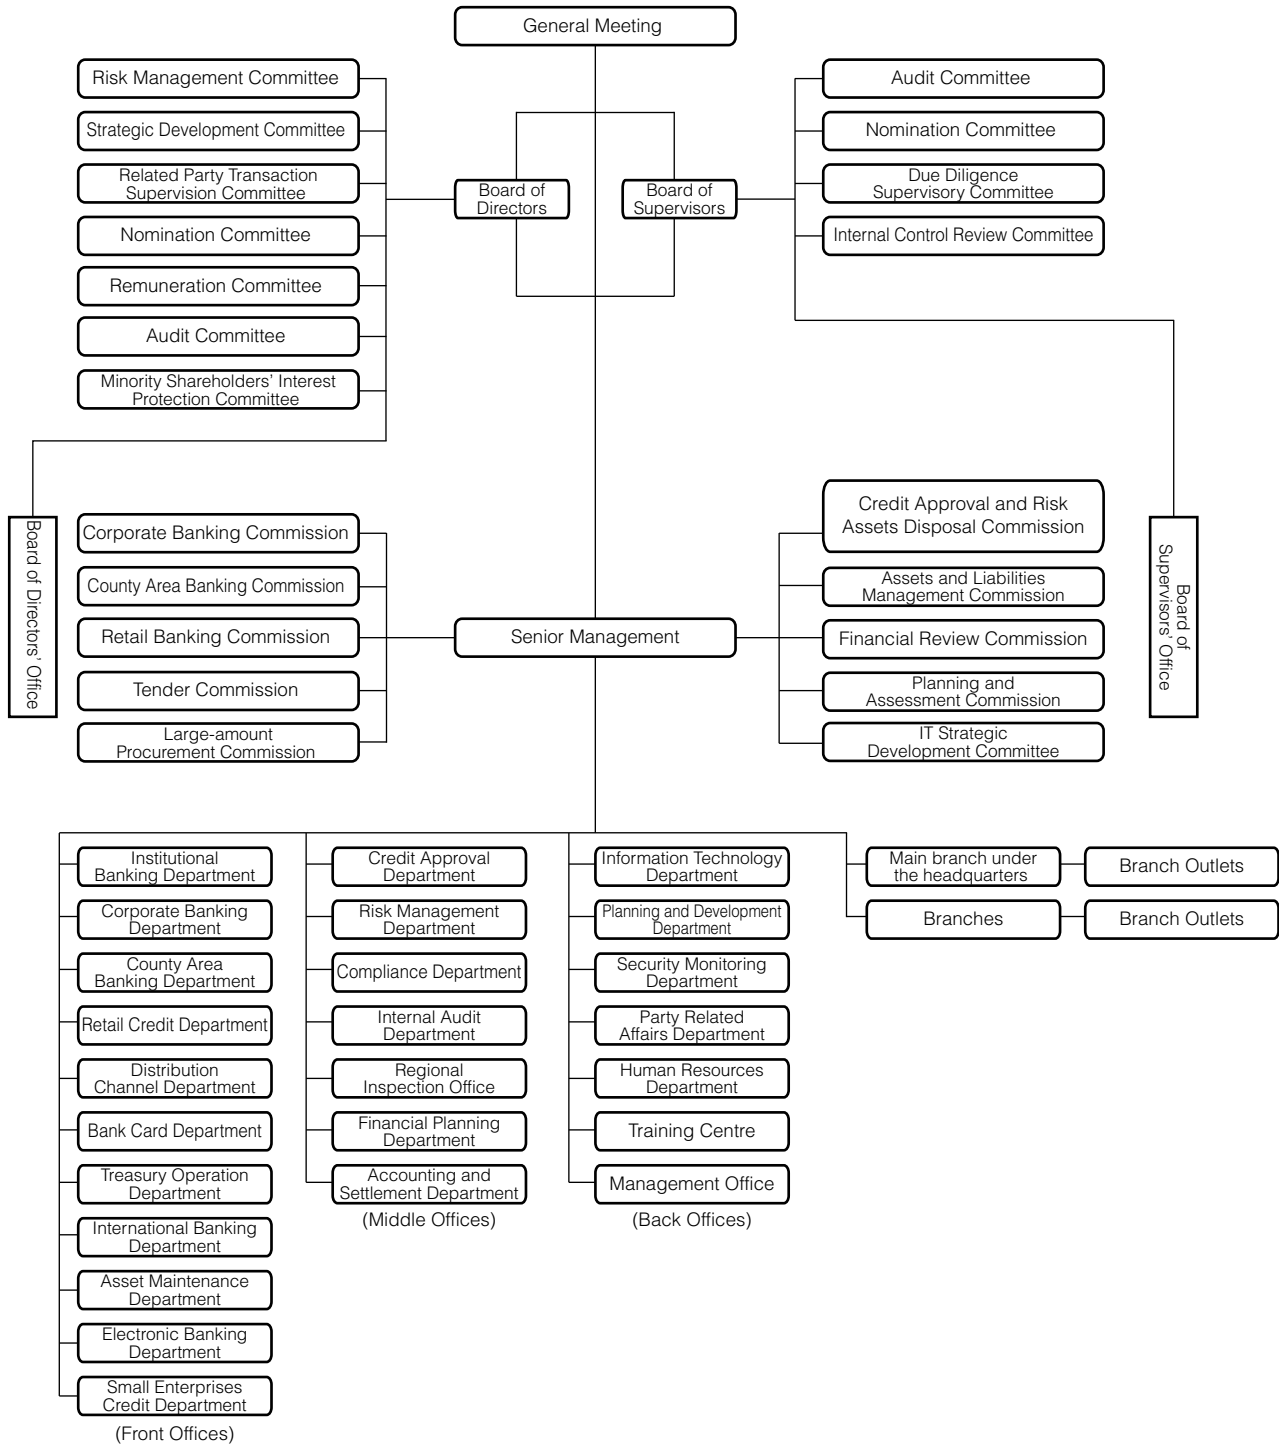 General Meeting
Risk Management Committee
Strategic Development Committee
Related Party Transaction
Supervision Committee
Nomination Committee
Remuneration Committee
Audit Committee
Minority Shareholders’ Interest
Protection Committee
Board of
Directors
Board of
Supervisors
Audit Committee
Nomination Committee
Due Diligence
Supervisory Committee
Internal Control Review Committee
Board of Directors’ Office
Corporate Banking Commission
County Area Banking Commission
Retail Banking Commission
Tender Commission
Large-amount
Procurement Commission
Senior Management
Credit Approval and Risk
Assets Disposal Commission
Assets and Liabilities
Management Commission
Financial Review Commission
Planning and
Assessment Commission
IT Strategic
Development Committee
Board of
Supervisors’ Office
Institutional
Banking Department
Corporate Banking
Department
County Area
Banking Department
Retail Credit Department
Distribution
Channel Department
Bank Card Department
Treasury Operation
Department
International Banking
Department
Asset Maintenance
Department
Electronic Banking
Department
Small Enterprises
Credit Department
(Front Offices)
Credit Approval
Department
Risk Management
Department
Compliance Department
Internal Audit
Department
Regional
Inspection Office
Financial Planning
Department
Accounting and
Settlement Department
(Middle Offices)
Information Technology
Department
Planning and Development
Department
Security Monitoring
Department
Party Related
Affairs Department
Human Resources
Department
Training Centre
Management Office
(Back Offices)
Main branch under
the headquarters
Branch Outlets
Branches
Branch Outlets